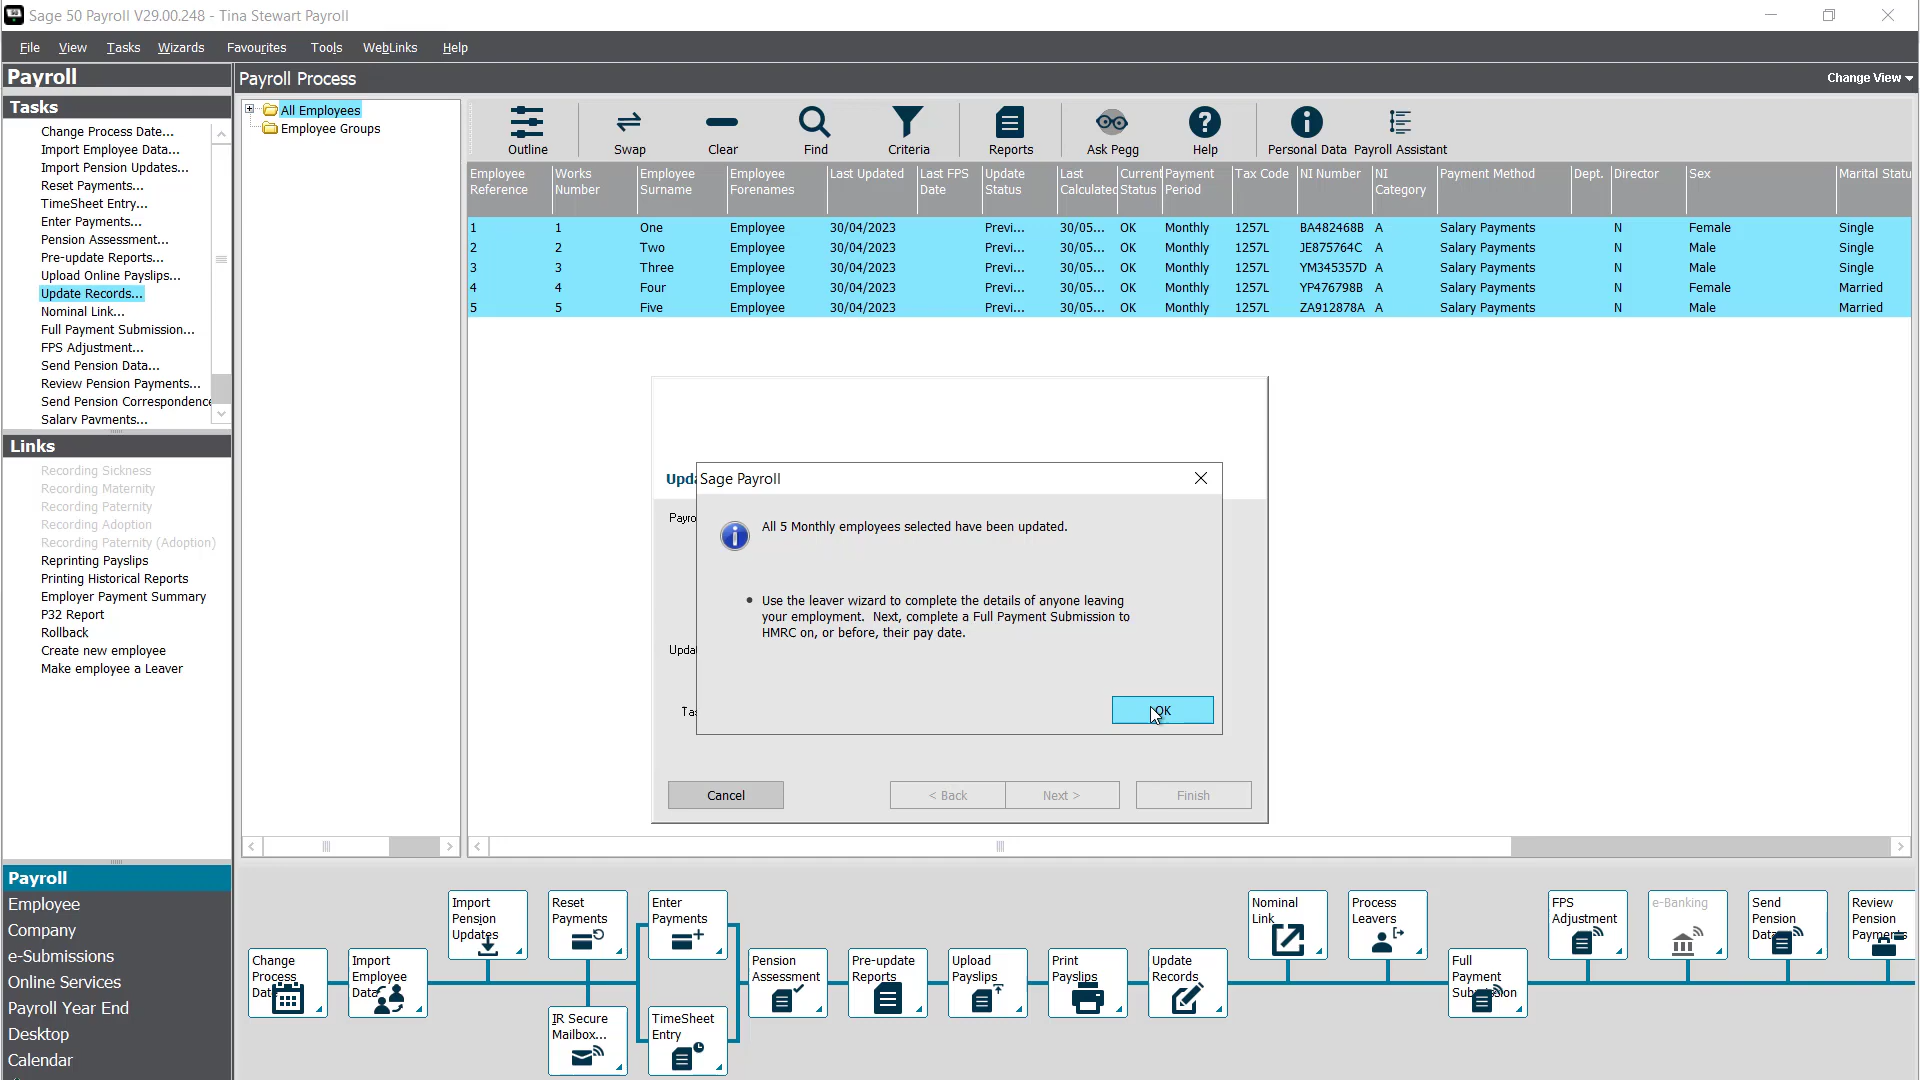 Sage 50 Payroll V29.00.248 - Tina Stewart Payroll
File View Tasks Wizards Favourites Tools WebLinks Help
Payroll
Payroll Process
Change View
Tasks
Change Process Date...
Import Employee Data...
Import Pension Updates...
Reset Payments...
TimeSheet Entry...
Enter Payments...
Pension Assessment...
Pre-update Reports...
Upload Online Payslips...
Update Records...
Nominal Link...
Full Payment Submission...
FPS Adjustment...
Send Pension Data...
Review Pension Payments...
Send Pension Correspondence
Salary Payments...
Links
Recording Sickness
Recording Maternity
Recording Paternity
Recording Adoption
Recording Paternity (Adoption)
Reprinting Payslips
Printing Historical Reports
Employer Payment Summary
P32 Report
Rollback
Create new employee
Make employee a Leaver
Payroll
Employee
Company
e-Submissions
Online Services
Payroll Year End
Desktop
Calendar
All Employees
Employee Groups
Outline Swap Clear Find Criteria Reports Ask Pegg Help Personal Data Payroll Assistant
Employee Reference Works Number Employee Surname Employee Forenames Last Updated Last FPS Date Update Status Last Calculated Current Status Payment Period Tax Code NI Number NI Category Payment Method Dept. Director Sex Marital Statu
1 1 One Employee 30/04/2023 Previ... 30/05... OK Monthly 1257L BA482468B A Salary Payments N Female Single
2 2 Two Employee 30/04/2023 Previ... 30/05... OK Monthly 1257L JE875764C A Salary Payments N Male Single
3 3 Three Employee 30/04/2023 Previ... 30/05... OK Monthly 1257L YM345357D A Salary Payments N Male Single
4 4 Four Employee 30/04/2023 Previ... 30/05... OK Monthly 1257L YP476798B A Salary Payments N Female Married
5 5 Five Employee 30/04/2023 Previ... 30/05... OK Monthly 1257L ZA912878A A Salary Payments N Male Married
Upda
Payro
Updat
Tas
Sage Payroll
All 5 Monthly employees selected have been updated.
• Use the leaver wizard to complete the details of anyone leaving
your employment. Next, complete a Full Payment Submission to
HMRC on, or before, their pay date.
OK
Cancel < Back Next > Finish
Change Process Date
Import Employee Data
Import Pension Updates
Reset Payments
IR Secure Mailbox...
Enter Payments
TimeSheet Entry
Pension Assessment
Pre-update Reports
Upload Payslips
Print Payslips
Update Records
Nominal Link
Process Leavers
Full Payment Submission
FPS Adjustment
e-Banking
Send Pension Data
Review Pension Payments